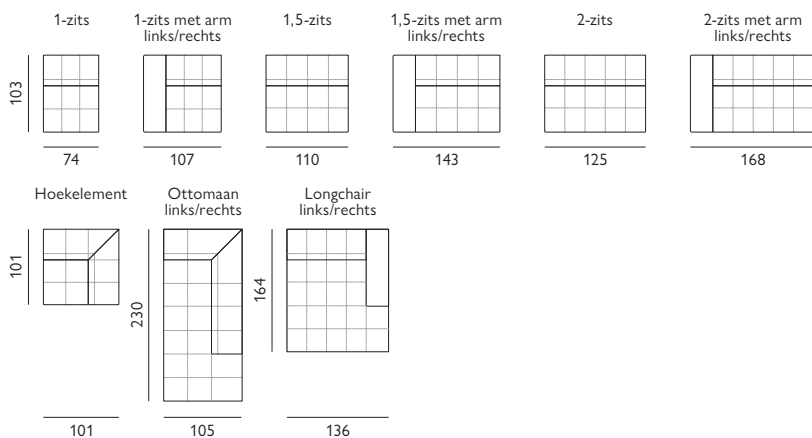 1-zits
1-zits met arm
links/rechts
1,5-zits
1,5-zits met arm
links/rechts
2-zits
2-zits met arm
links/rechts
103
74
107
110
143
125
168
Hoekelement
Ottomaan
links/rechts
Longchair
links/rechts
101
230
164
101
105
136